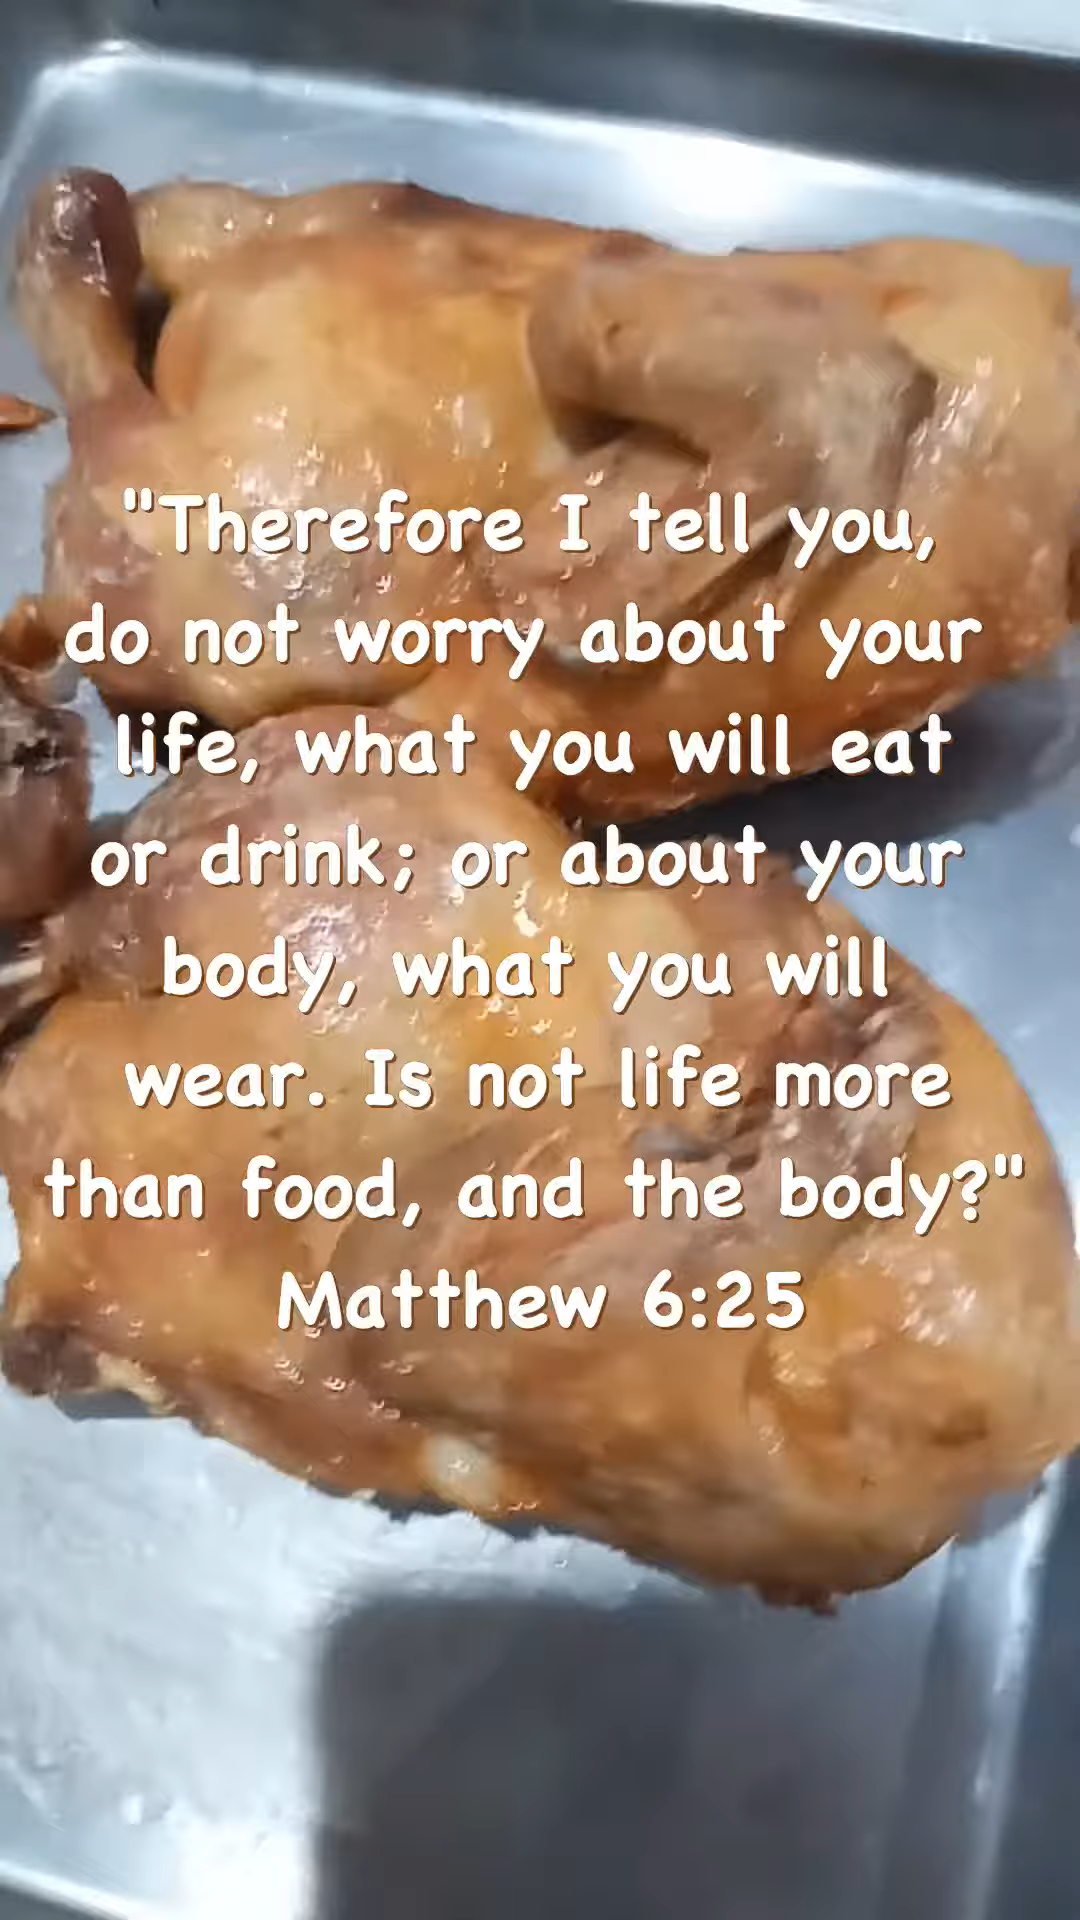 "Therefore I tell you,
do not worry about your
life, what you will eat
or drink; or about your
body, what you will
wear. Is not life more
than food, and the body?"
Matthew 6:25